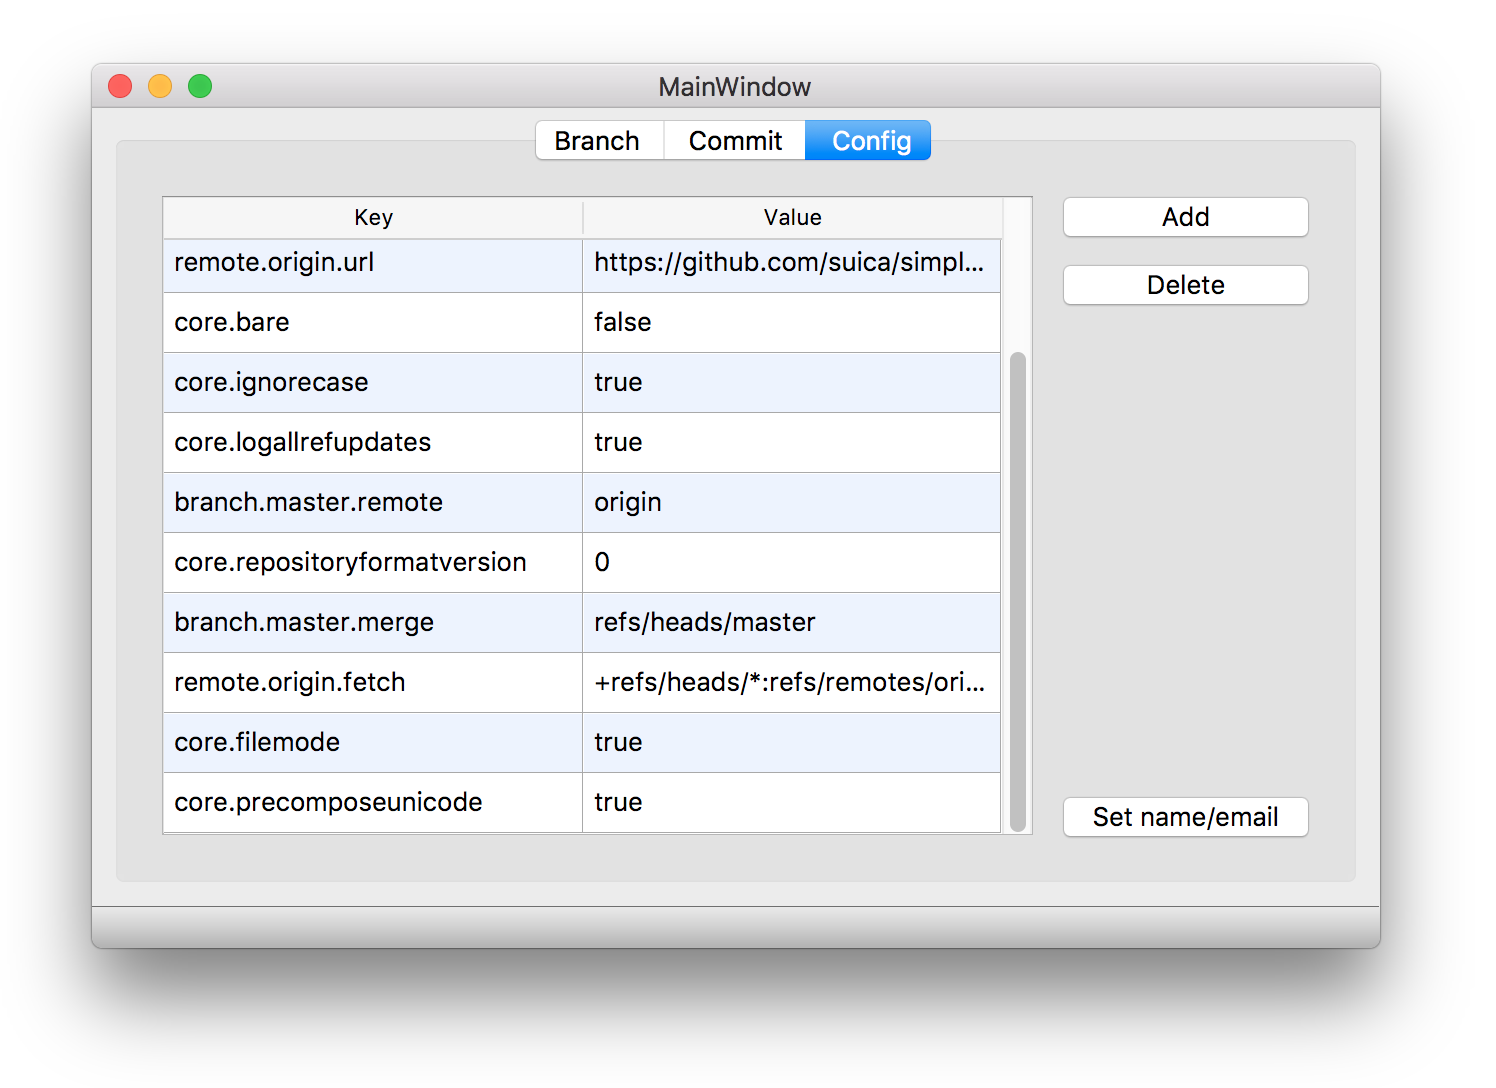 MainWindow
Branch Commit Config
Key Value
remote.origin.url https://github.com/suica/simpl...
core.bare false
core.ignorecase true
core.logallrefupdates true
branch.master.remote origin
core.repositoryformatversion 0
branch.master.merge refs/heads/master
remote.origin.fetch +refs/heads/*:refs/remotes/ori...
core.filemode true
core.precomposeunicode true
Add
Delete
Set name/email